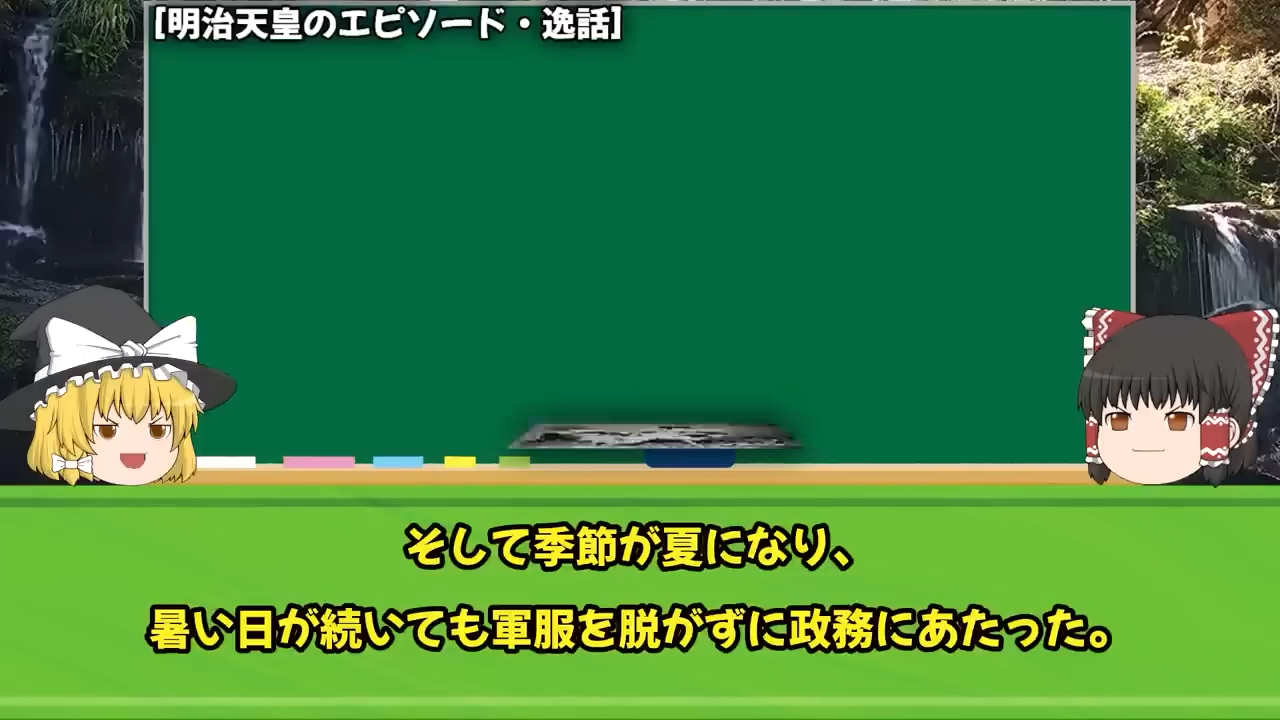 [明治天皇のエピソード・逸話]
そして季節が夏になり、
暑い日が続いても軍服を脱がずに政務にあたった。